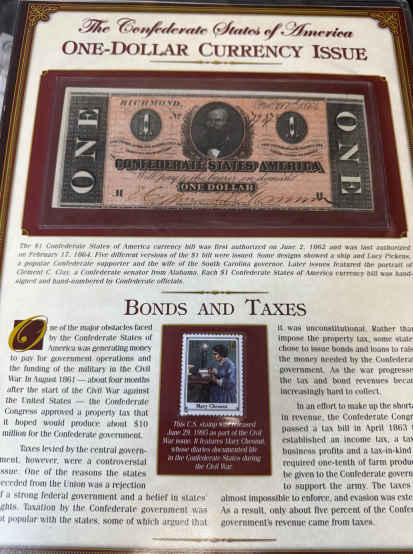 The Confederate States of America
ONE-DOLLAR CURRENCY ISSUE
RICHMOND,
Feby 17th 1864
No
ONE
ONE
1
1
CONFEDERATE STATES AMERICA
Will pay to the bearer on demand
ONE DOLLAR
H
The $1 Confederate States of America currency bill was first authorized on June 2, 1862 and was last authorized
on February 17, 1864. Five different versions of the $1 bill were issued. Some designs showed a ship and Lucy Pickens,
a popular Confederate supporter and the wife of the South Carolina governor. Later issues featured the portrait of
Clement C. Clay, a Confederate senator from Alabama. Each $1 Confederate States of America currency bill was hand-
signed and hand-numbered by Confederate officials.
BONDS AND TAXES
One of the major obstacles faced
by the Confederate States of
America was generating money
to pay for government operations and
the funding of the military in the Civil
War. In August 1861 — about four months
after the start of the Civil War against
the United States — the Confederate
Congress approved a property tax that
it hoped would produce about $10
million for the Confederate government.
Taxes levied by the central govern-
ment, however, were a controversial
issue. One of the reasons the states
seceded from the Union was a rejection
of a strong federal government and a belief in states'
rights. Taxation by the Confederate government was
not popular with the states, some of which argued that
Mary Chesnut
This U.S. stamp was released
June 29, 1995 as part of the Civil
War issue. It features Mary Chesnut,
whose diaries documented life
in the Confederate States during
the Civil War.
it was unconstitutional. Rather tha
impose the property tax, some state
chose to issue bonds and loans to rais
the money needed by the Confedera
government. As the war progresse
the tax and bond revenues becam
increasingly hard to collect.
In an effort to make up the shorta
in revenue, the Confederate Congr
passed a tax bill in April 1863 t
established an income tax, a tax
business profits and a tax-in-kind
required one-tenth of farm produ
be given to the Confederate govern
to support the army. The taxes
almost impossible to enforce, and evasion was exte
As a result, only about five percent of the Confe
government's revenue came from taxes.